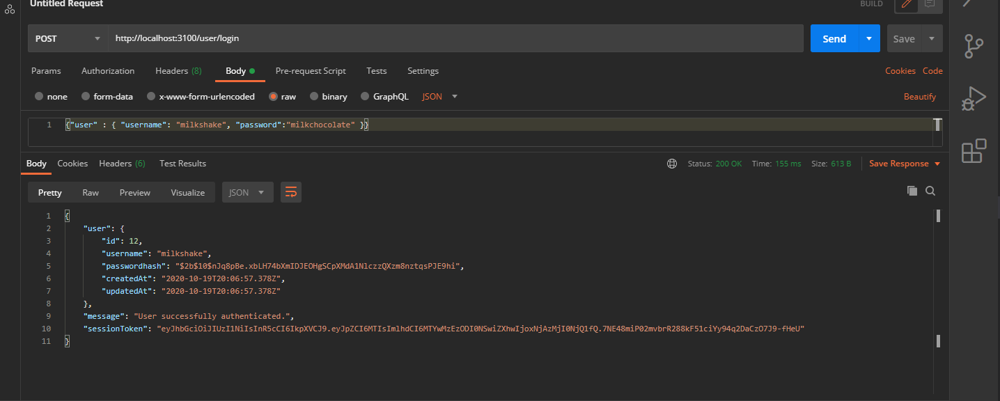 Untitled Request
BUILD
POST
http://localhost:3100/user/login
Send
Save
Params Authorization Headers (8) Body Pre-request Script Tests Settings
Cookies Code
none form-data x-www-form-urlencoded raw binary GraphQL JSON
Beautify
1 {"user" : { "username": "milkshake", "password":"milkchocolate" }}
Body Cookies Headers (6) Test Results
Status: 200 OK Time: 155 ms Size: 613 B Save Response
Pretty Raw Preview Visualize JSON
1 {
2 "user": {
3 "id": 12,
4 "username": "milkshake",
5 "passwordhash": "$2b$10$nJq8pBe.xbLH74bXmIDJEOHgSCpXMdA1NlczzQXzm8nztqsPJE9hi",
6 "createdAt": "2020-10-19T20:06:57.378Z",
7 "updatedAt": "2020-10-19T20:06:57.378Z"
8 },
9 "message": "User successfully authenticated.",
10 "sessionToken": "eyJhbGciOiJIUzI1NiIsInR5cCI6IkpXVCJ9.eyJpZCI6MTIsImlhdCI6MTYwMzEzODI0NSwiZXhwIjoxNjAzMjI0NjQ1fQ.7NE48miP02mvbrR288kF51ciYy94q2DaCzO7J9-fHeU"
11 }